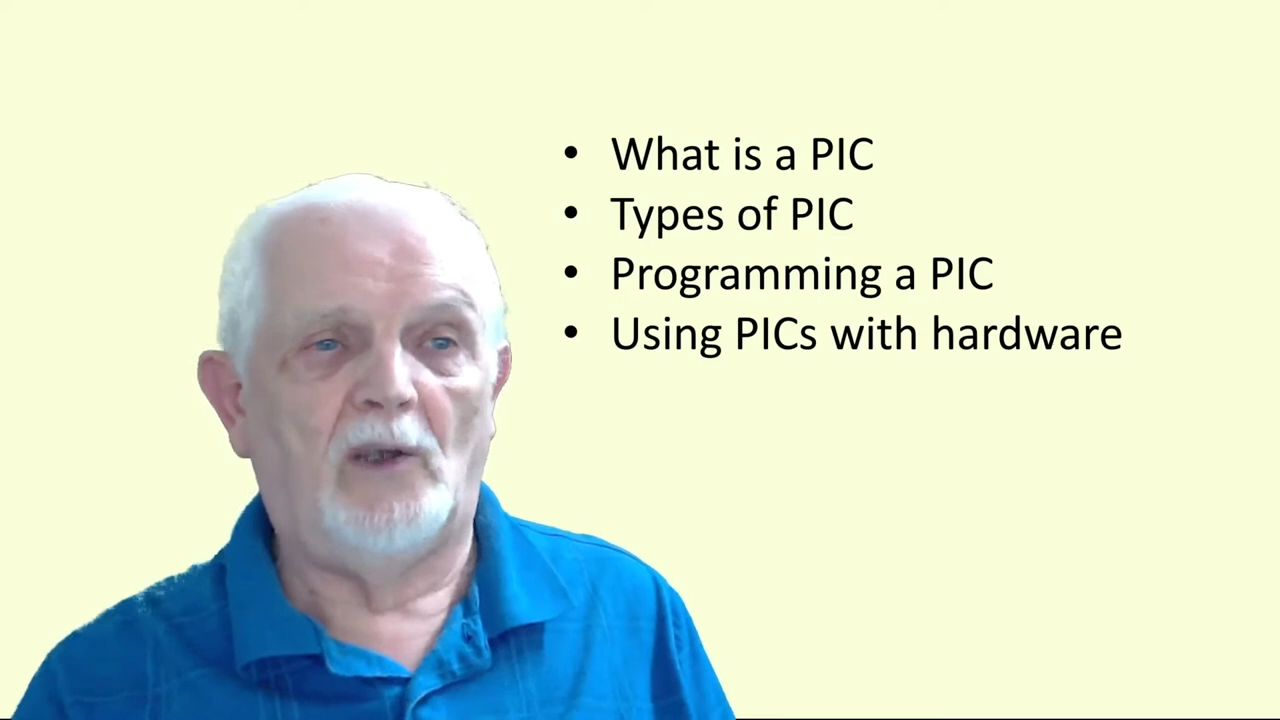 • What is a PIC
• Types of PIC
• Programming a PIC
• Using PICs with hardware